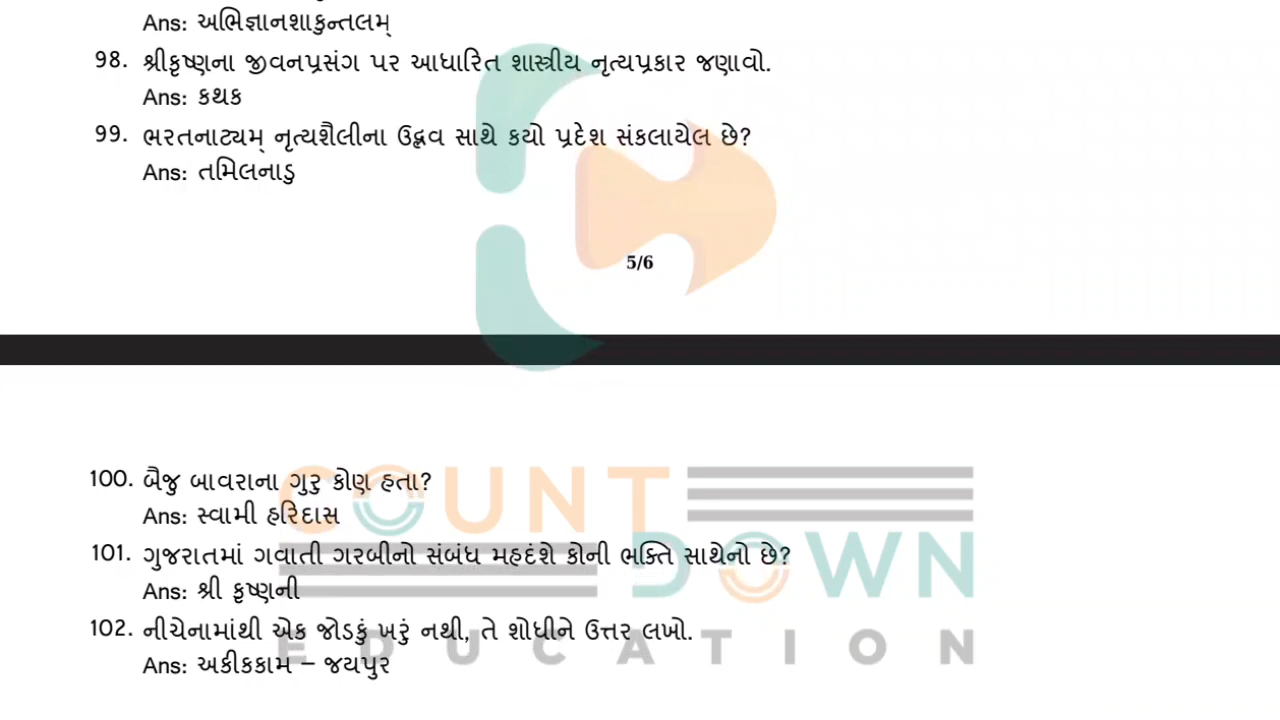 Ans: અભિજ્ઞાનશાકુન્તલમ્
98. શ્રીકૃષ્ણના જીવનપ્રસંગ પર આધારિત શાસ્ત્રીય નૃત્યપ્રકાર જણાવો.
Ans: કથક
99. ભરતનાટ્યમ્ નૃત્યશૈલીના ઉદ્ભવ સાથે કયો પ્રદેશ સંકલાયેલ છે?
Ans: તમિલનાડુ
5/6
100. બૈજુ બાવરાના ગુરુ કોણ હતા?
Ans: સ્વામી હરિદાસ
101. ગુજરાતમાં ગવાતી ગરબીનો સંબંધ મહદંશે કોની ભક્તિ સાથેનો છે?
Ans: શ્રી કૃષ્ણની
102. નીચેનામાંથી એક જોડકું ખરું નથી, તે શોધીને ઉત્તર લખો.
Ans: અકીકકામ – જયપુર
COUNT
DOWN
EDUCATION